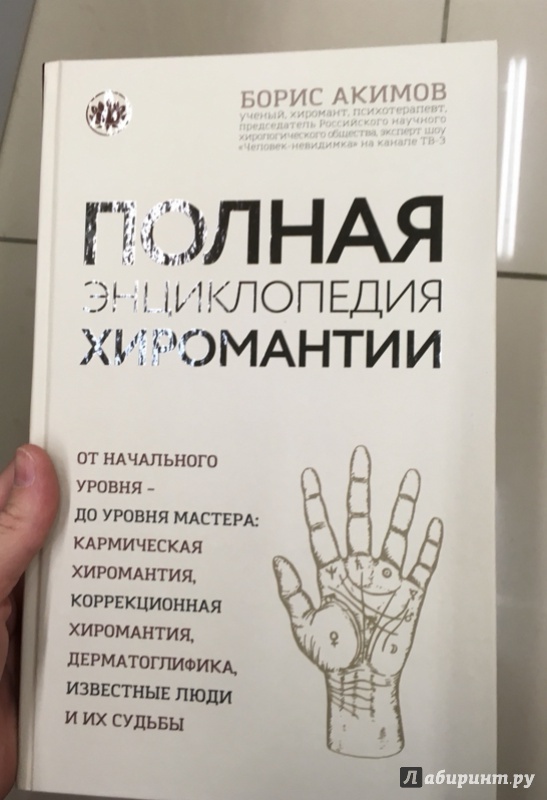 БОРИС АКИМОВ
ученый, хиромант, психотерапевт,
председатель Российского научного
хирологического общества, эксперт шоу
«Человек-невидимка» на канале ТВ-3
ПОЛНАЯ
ЭНЦИКЛОПЕДИЯ
ХИРОМАНТИИ
ОТ НАЧАЛЬНОГО
УРОВНЯ –
ДО УРОВНЯ МАСТЕРА:
КАРМИЧЕСКАЯ
ХИРОМАНТИЯ,
КОРРЕКЦИОННАЯ
ХИРОМАНТИЯ,
ДЕРМАТОГЛИФИКА,
ИЗВЕСТНЫЕ ЛЮДИ
И ИХ СУДЬБЫ
Лабиринт.ру